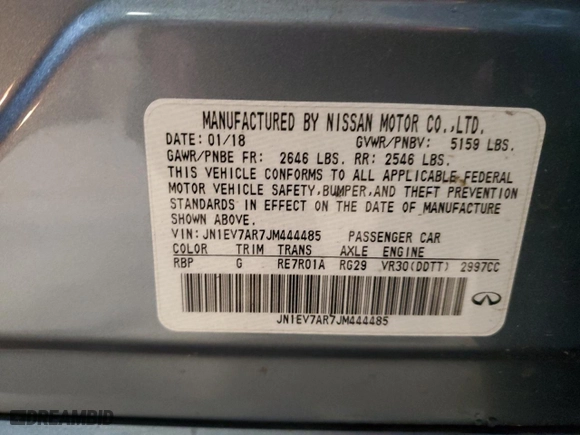 MANUFACTURED BY NISSAN MOTOR CO.,LTD.
DATE: 01/18 GVWR/PNBV: 5159 LBS.
GAWR/PNBE FR: 2646 LBS. RR: 2546 LBS.
THIS VEHICLE CONFORMS TO ALL APPLICABLE FEDERAL
MOTOR VEHICLE SAFETY, BUMPER, AND THEFT PREVENTION
STANDARDS IN EFFECT ON THE DATE OF MANUFACTURE
SHOWN ABOVE.
VIN: JN1EV7AR7JM444485 PASSENGER CAR
COLOR TRIM TRANS AXLE ENGINE
RBP G RE7R01A RG29 VR30(DDTT) 2997CC
JN1EV7AR7JM444485
DREAMBID